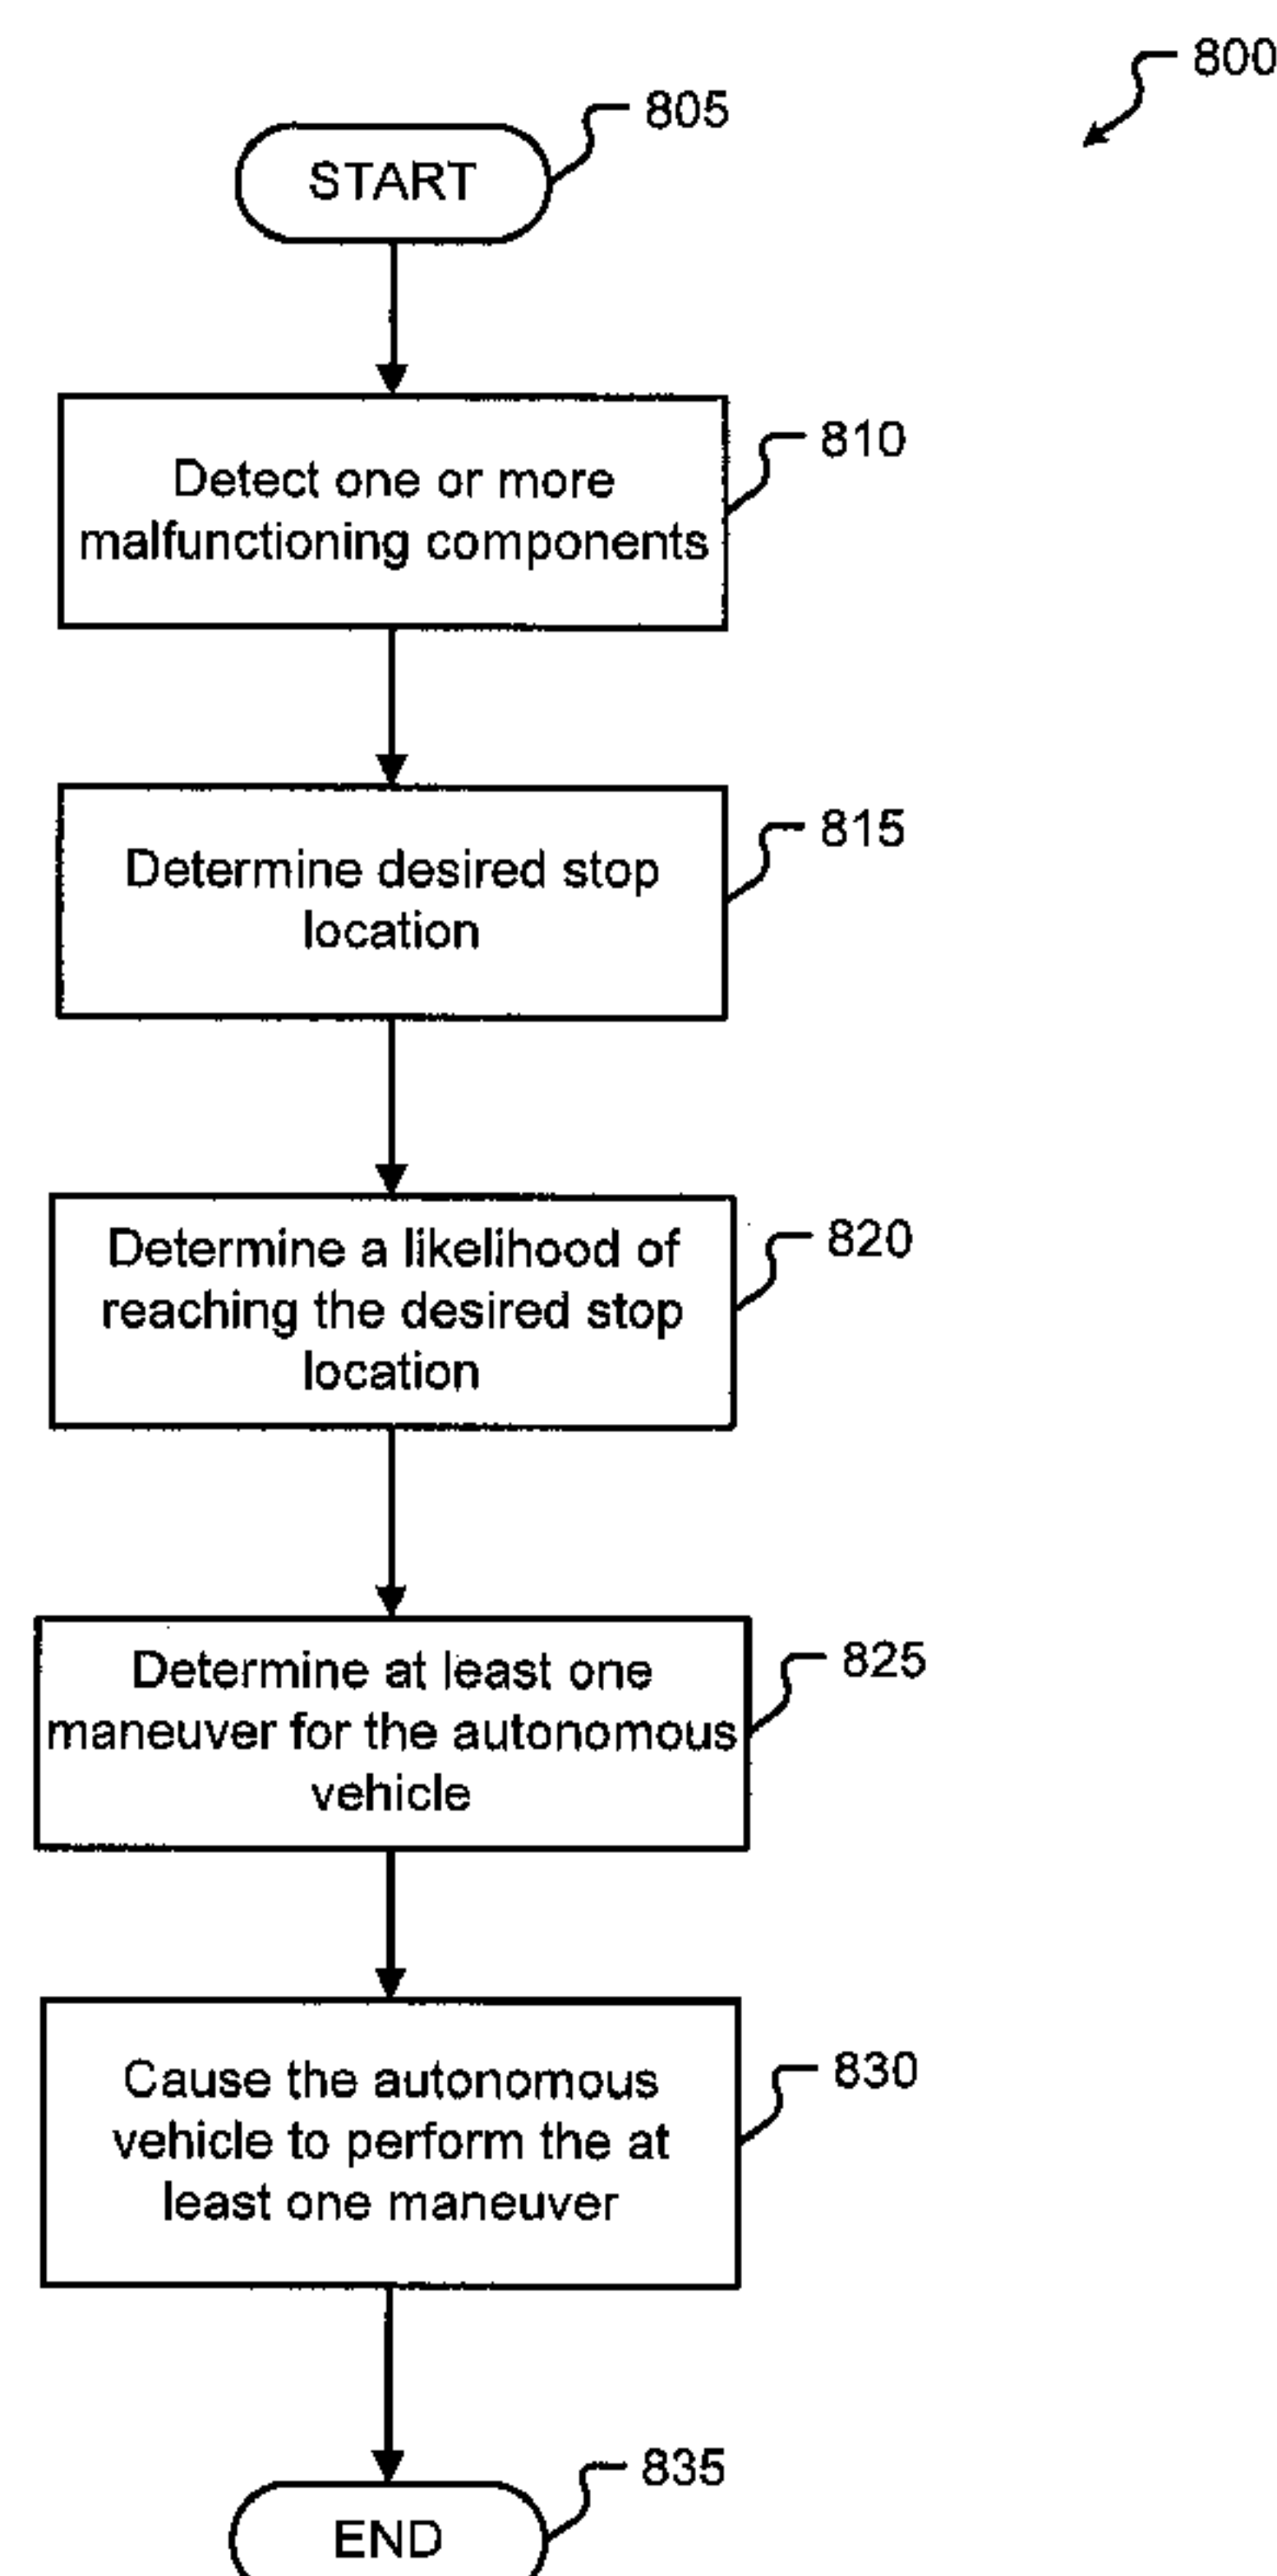 800
START
805
Detect one or more
malfunctioning components
810
Determine desired stop
location
815
Determine a likelihood of
reaching the desired stop
location
820
Determine at least one
maneuver for the autonomous
vehicle
825
Cause the autonomous
vehicle to perform the at
least one maneuver
830
END
835